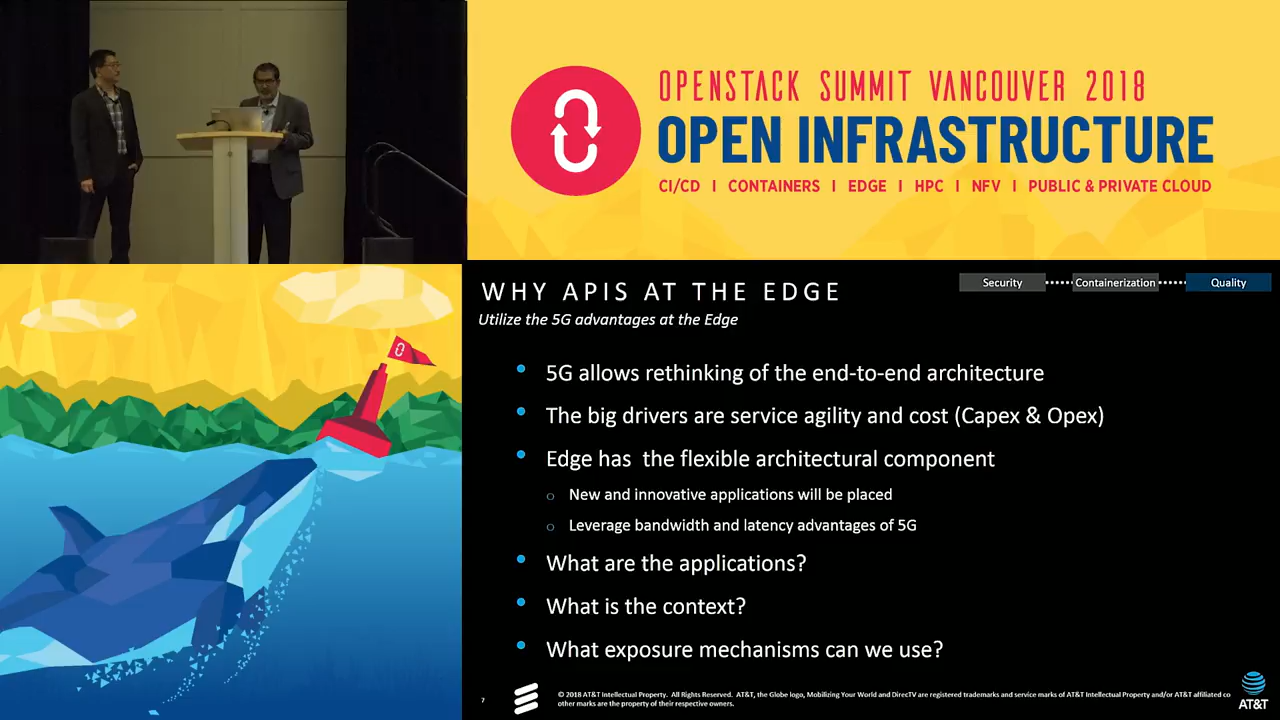 OPENSTACK SUMMIT VANCOUVER 2018
OPEN INFRASTRUCTURE
CI/CD | CONTAINERS | EDGE | HPC | NFV | PUBLIC & PRIVATE CLOUD
WHY APIS AT THE EDGE
Security Containerization Quality
Utilize the 5G advantages at the Edge
• 5G allows rethinking of the end-to-end architecture
• The big drivers are service agility and cost (Capex & Opex)
• Edge has the flexible architectural component
o New and innovative applications will be placed
o Leverage bandwidth and latency advantages of 5G
• What are the applications?
• What is the context?
• What exposure mechanisms can we use?
7
© 2018 AT&T Intellectual Property. All Rights Reserved. AT&T, the Globe logo, Mobilizing Your World and DirecTV are registered trademarks and service marks of AT&T Intellectual Property and/or AT&T affiliated co
other marks are the property of their respective owners.
AT&T